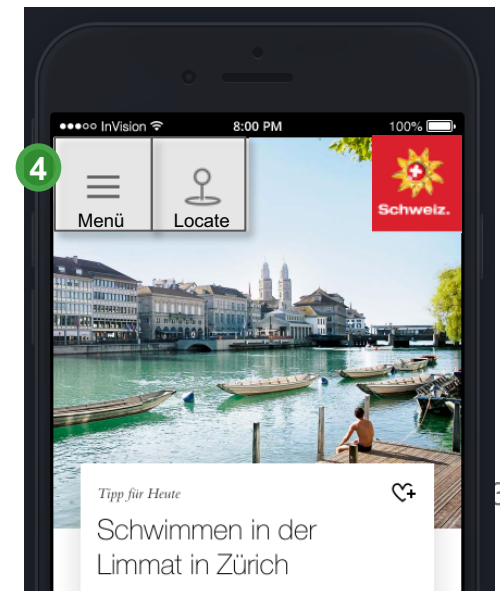 ●●●○○ InVision 8:00 PM 100%
4
Menü Locate
Schweiz.
Tipp für Heute
Schwimmen in der
Limmat in Zürich